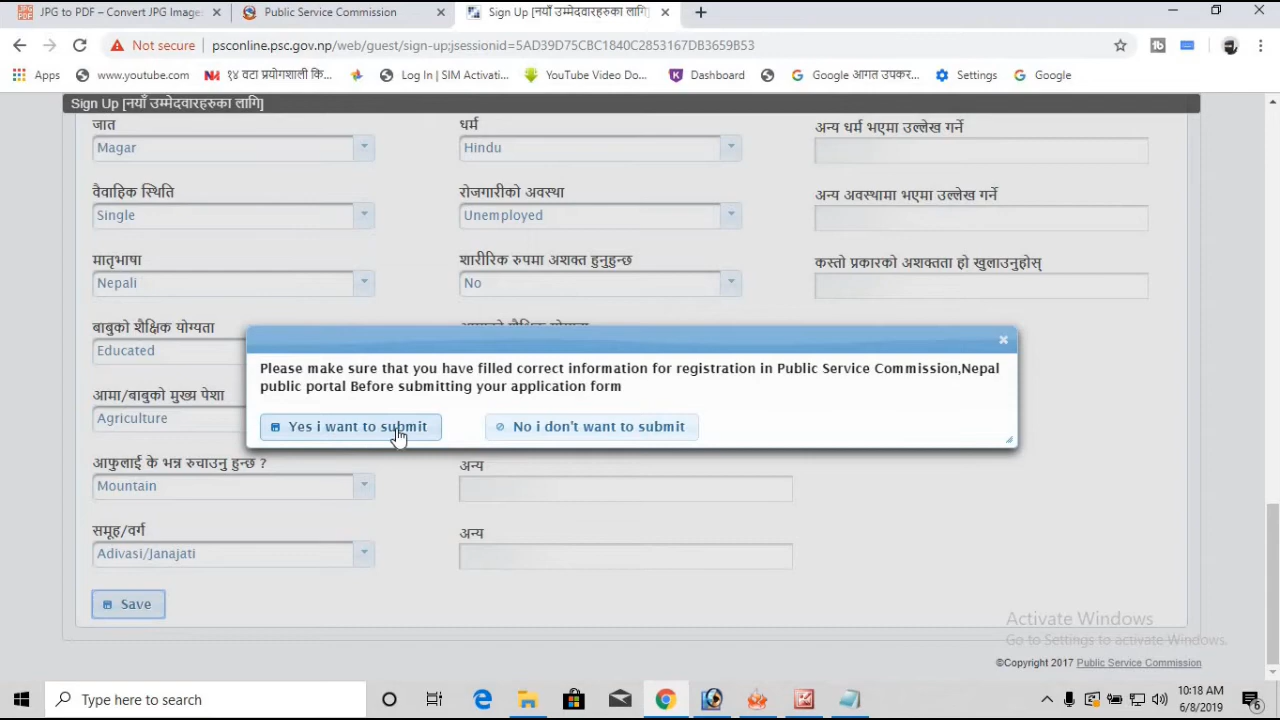 JPG to PDF – Convert JPG Images
Public Service Commission
Sign Up [नयाँ उम्मेदवारहरुका लागि]
Not secure
psconline.psc.gov.np/web/guest/sign-up;jsessionid=5AD39D75CBC1840C2853167DB3659B53
Apps
www.youtube.com
१४ वटा प्रयोगशाली कि...
Log In | SIM Activati...
YouTube Video Do...
Dashboard
Google आगत उपकर...
Settings
Google
Sign Up [नयाँ उम्मेदवारहरुका लागि]
जात
धर्म
अन्य धर्म भएमा उल्लेख गर्ने
Magar
Hindu
वैवाहिक स्थिति
रोजगारीको अवस्था
अन्य अवस्थामा भएमा उल्लेख गर्ने
Single
Unemployed
मातृभाषा
शारीरिक रुपमा अशक्त हुनुहुन्छ
कस्तो प्रकारको अशक्तता हो खुलाउनुहोस्
Nepali
No
बाबुको शैक्षिक योग्यता
Educated
Please make sure that you have filled correct information for registration in Public Service Commission,Nepal
public portal Before submitting your application form
Yes i want to submit
No i don't want to submit
आमा/बाबुको मुख्य पेशा
Agriculture
आफुलाई के भन्न रुचाउनु हुन्छ ?
अन्य
Mountain
समूह/वर्ग
अन्य
Adivasi/Janajati
Save
Activate Windows
Go to Settings to activate Windows.
©Copyright 2017 Public Service Commission
Type here to search
10:18 AM
6/8/2019
6